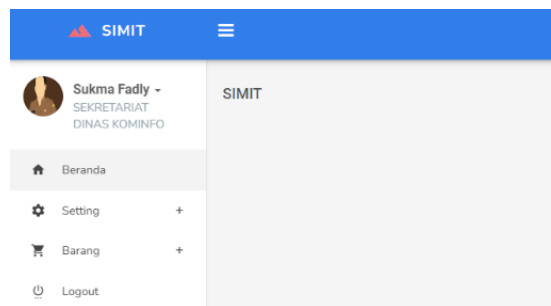 SIMIT
Sukma Fadly
SEKRETARIAT
DINAS KOMINFO
SIMIT
Beranda
Setting +
Barang +
Logout